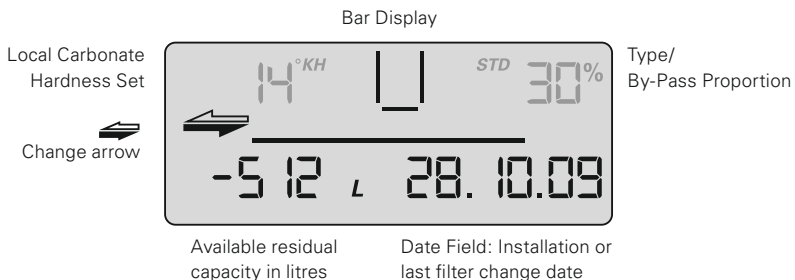 Bar Display
Local Carbonate
Hardness Set
14 °KH
STD 30%
Type/
By-Pass Proportion
Change arrow
-512 L 28.10.09
Available residual
capacity in litres
Date Field: Installation or
last filter change date